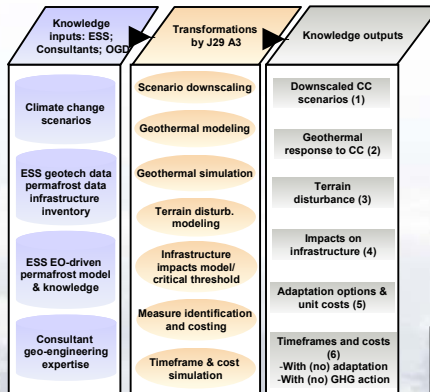 Knowledge
inputs: ESS;
Consultants; OGD
Transformations
by J29 A3
Knowledge outputs
Climate change
scenarios
ESS geotech data
permafrost data
infrastructure
inventory
ESS EO-driven
permafrost model
& knowledge
Consultant
geo-engineering
expertise
Scenario downscaling
Geothermal modeling
Geothermal simulation
Terrain disturb.
modeling
Infrastructure
impacts model/
critical threshold
Measure identification
and costing
Timeframe & cost
simulation
Downscaled CC
scenarios (1)
Geothermal
response to CC (2)
Terrain
disturbance (3)
Impacts on
infrastructure (4)
Adaptation options &
unit costs (5)
Timeframes and costs
(6)
-With (no) adaptation
-With (no) GHG action